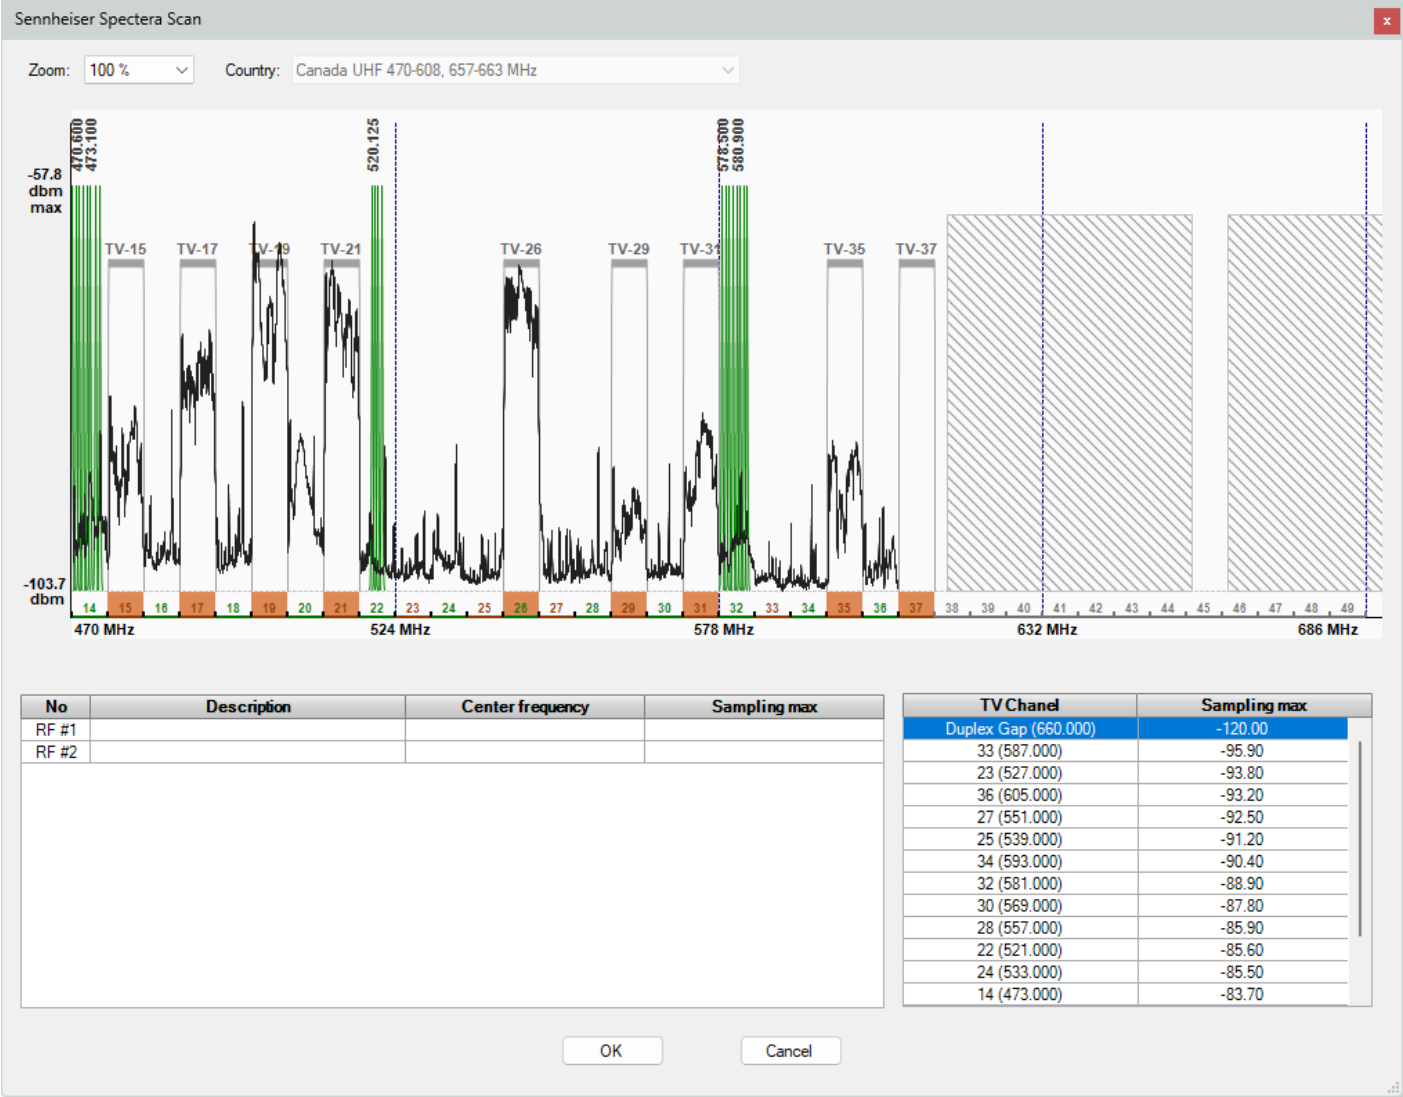 Sennheiser Spectera Scan
x
Zoom: 100 % Country: Canada UHF 470-608, 657-663 MHz
470.600
473.100
520.125
578.500
580.900
-57.8
dbm
max
TV-15 TV-17 TV-19 TV-21 TV-26 TV-29 TV-31 TV-35 TV-37
-103.7
dbm
14 15 16 17 18 19 20 21 22 23 24 25 26 27 28 29 30 31 32 33 34 35 36 37 38 39 40 41 42 43 44 45 46 47 48 49
470 MHz 524 MHz 578 MHz 632 MHz 686 MHz
No Description Center frequency Sampling max
RF #1
RF #2
TV Chanel Sampling max
Duplex Gap (660.000) -120.00
33 (587.000) -95.90
23 (527.000) -93.80
36 (605.000) -93.20
27 (551.000) -92.50
25 (539.000) -91.20
34 (593.000) -90.40
32 (581.000) -88.90
30 (569.000) -87.80
28 (557.000) -85.90
22 (521.000) -85.60
24 (533.000) -85.50
14 (473.000) -83.70
OK Cancel